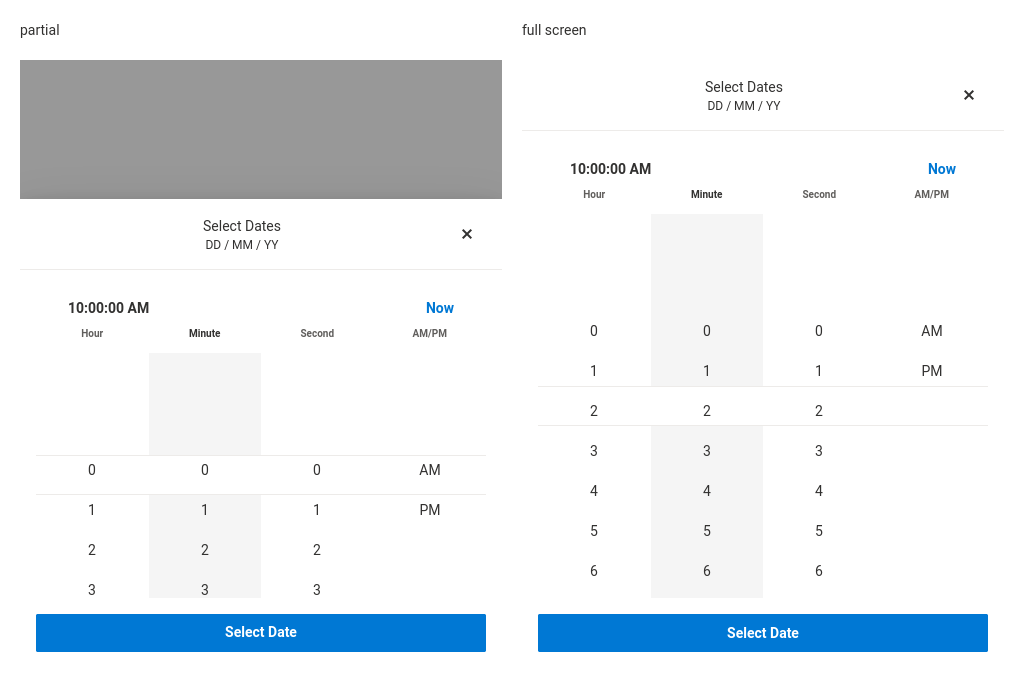 partial
Select Dates
DD / MM / YY
×
10:00:00 AM Now
Hour Minute Second AM/PM
0 0 0 AM
1 1 1 PM
2 2 2
3 3 3
Select Date
full screen
Select Dates
DD / MM / YY
×
10:00:00 AM Now
Hour Minute Second AM/PM
0 0 0 AM
1 1 1 PM
2 2 2
3 3 3
4 4 4
5 5 5
6 6 6
Select Date